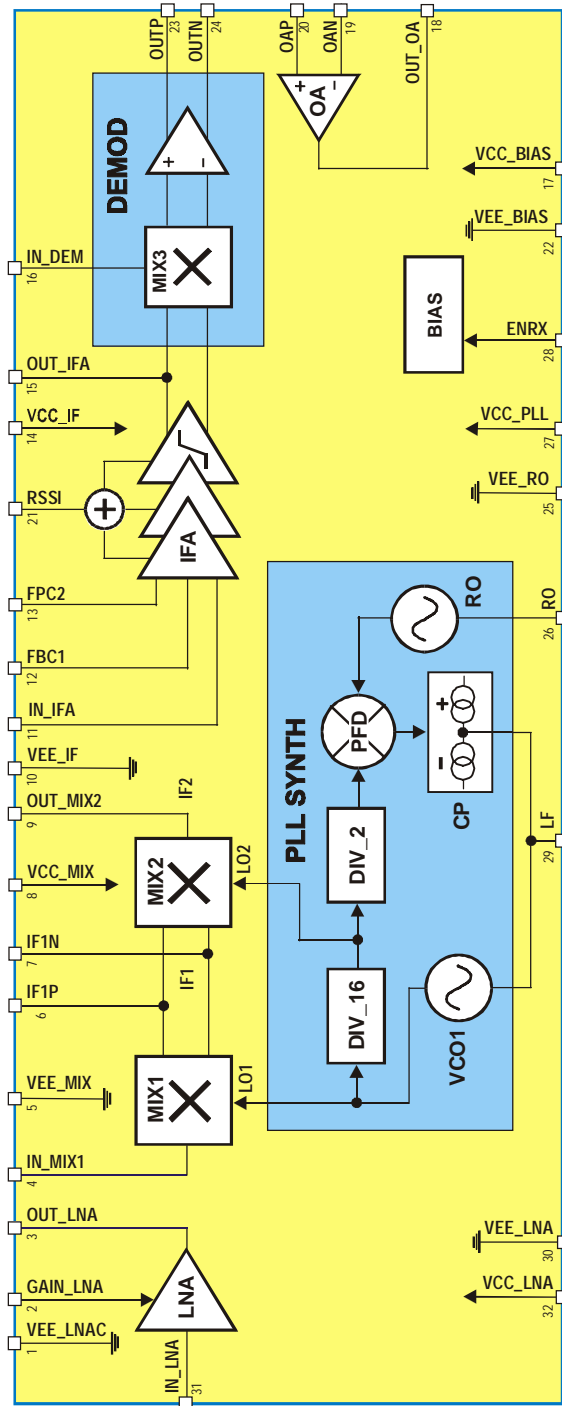 OUTP
23
OUTN
24
OAP
20
OAN
19
OUT_OA
18
+
−
OA
DEMOD
+
−
MIX3
IN_DEM
16
VCC_BIAS
17
VEE_BIAS
22
BIAS
ENRX
28
OUT_IFA
15
VCC_IF
14
RSSI
21
+
IFA
FPC2
13
FBC1
12
IN_IFA
11
VEE_IF
10
OUT_MIX2
9
IF2
VCC_MIX
8
MIX2
LO2
IF1N
7
IF1
IF1P
6
VEE_MIX
5
MIX1
LO1
IN_MIX1
4
OUT_LNA
3
GAIN_LNA
2
VEE_LNAC
1
LNA
IN_LNA
31
VCC_PLL
27
VEE_RO
25
RO
RO
26
PLL SYNTH
PFD
+
−
CP
DIV_2
DIV_16
VCO1
LF
29
VEE_LNA
30
VCC_LNA
32